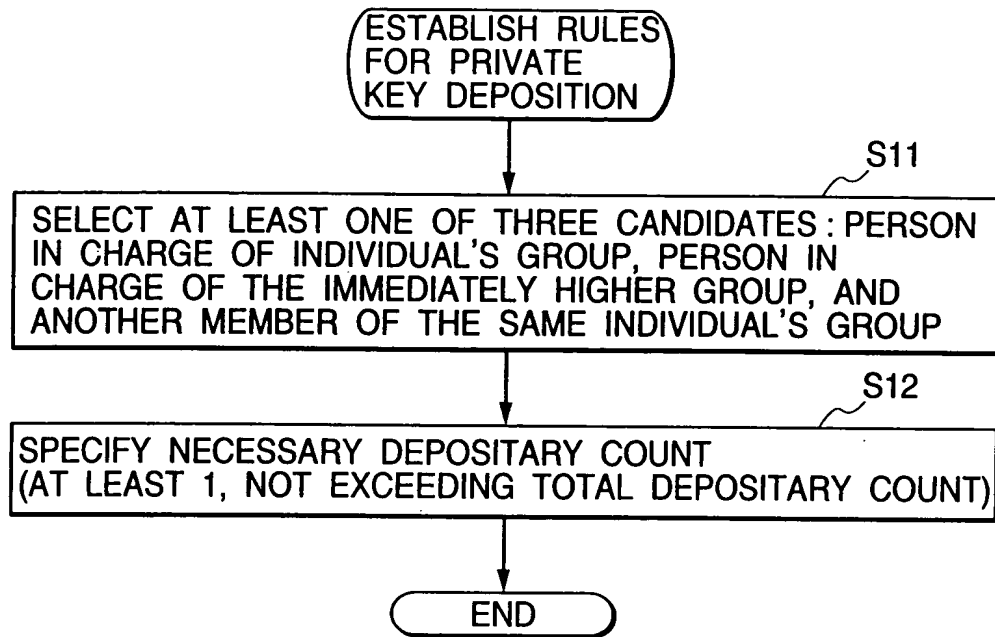 ESTABLISH RULES
FOR PRIVATE
KEY DEPOSITION
S11
SELECT AT LEAST ONE OF THREE CANDIDATES : PERSON
IN CHARGE OF INDIVIDUAL'S GROUP, PERSON IN
CHARGE OF THE IMMEDIATELY HIGHER GROUP, AND
ANOTHER MEMBER OF THE SAME INDIVIDUAL'S GROUP
S12
SPECIFY NECESSARY DEPOSITARY COUNT
(AT LEAST 1, NOT EXCEEDING TOTAL DEPOSITARY COUNT)
END